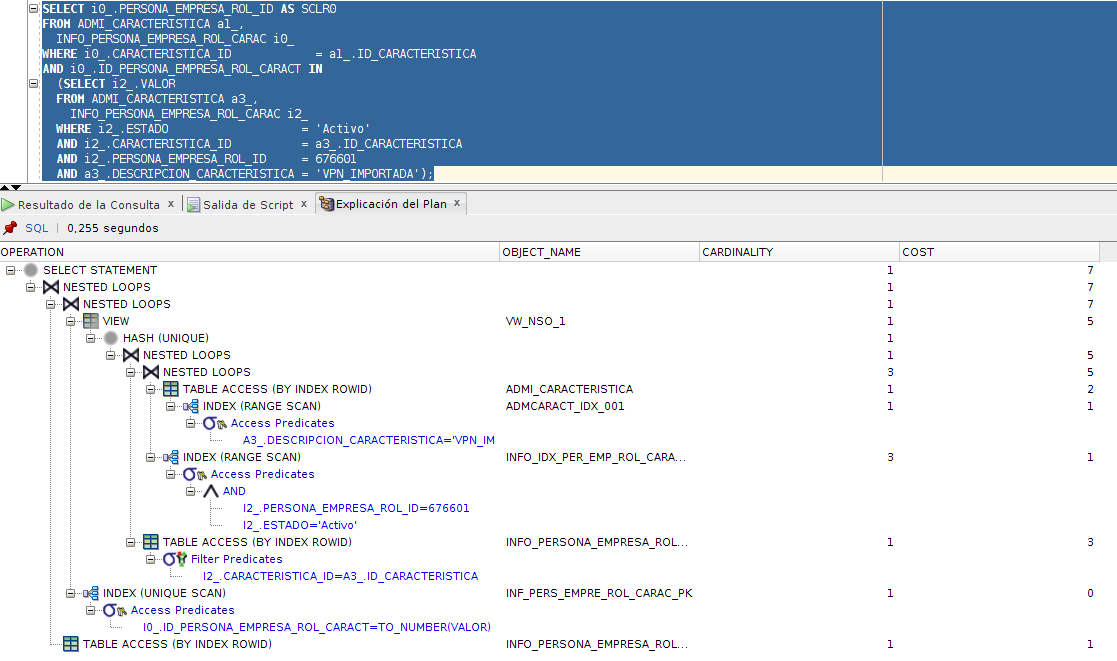 SELECT i0_.PERSONA_EMPRESA_ROL_ID AS SCLR0
FROM ADMI_CARACTERISTICA a1_,
INFO_PERSONA_EMPRESA_ROL_CARAC i0_
WHERE i0_.CARACTERISTICA_ID = a1_.ID_CARACTERISTICA
AND i0_.ID_PERSONA_EMPRESA_ROL_CARACT IN
(SELECT i2_.VALOR
FROM ADMI_CARACTERISTICA a3_,
INFO_PERSONA_EMPRESA_ROL_CARAC i2_
WHERE i2_.ESTADO = 'Activo'
AND i2_.CARACTERISTICA_ID = a3_.ID_CARACTERISTICA
AND i2_.PERSONA_EMPRESA_ROL_ID = 676601
AND a3_.DESCRIPCION_CARACTERISTICA = 'VPN_IMPORTADA');
Resultado de la Consulta x Salida de Script x Explicación del Plan x
SQL | 0,255 segundos
OPERATION OBJECT_NAME CARDINALITY COST
SELECT STATEMENT 1 7
NESTED LOOPS 1 7
NESTED LOOPS 1 7
VIEW VW_NSO_1 1 5
HASH (UNIQUE) 1
NESTED LOOPS 1 5
NESTED LOOPS 3 5
TABLE ACCESS (BY INDEX ROWID) ADMI_CARACTERISTICA 1 2
INDEX (RANGE SCAN) ADMCARACT_IDX_001 1 1
Access Predicates
A3_.DESCRIPCION_CARACTERISTICA='VPN_IM
INDEX (RANGE SCAN) INFO_IDX_PER_EMP_ROL_CARA... 3 1
Access Predicates
AND
I2_.PERSONA_EMPRESA_ROL_ID=676601
I2_.ESTADO='Activo'
TABLE ACCESS (BY INDEX ROWID) INFO_PERSONA_EMPRESA_ROL... 1 3
Filter Predicates
I2_.CARACTERISTICA_ID=A3_.ID_CARACTERISTICA
INDEX (UNIQUE SCAN) INF_PERS_EMPRE_ROL_CARAC_PK 1 0
Access Predicates
I0_.ID_PERSONA_EMPRESA_ROL_CARACT=TO_NUMBER(VALOR)
TABLE ACCESS (BY INDEX ROWID) INFO_PERSONA_EMPRESA_ROL... 1 1